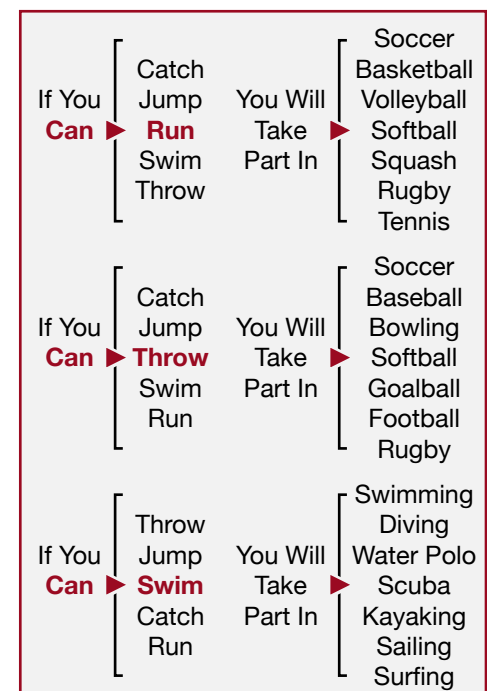 If You
Can
Catch
Jump
Run
Swim
Throw
You Will
Take
Part In
Soccer
Basketball
Volleyball
Softball
Squash
Rugby
Tennis
If You
Can
Catch
Jump
Throw
Swim
Run
You Will
Take
Part In
Soccer
Baseball
Bowling
Softball
Goalball
Football
Rugby
If You
Can
Throw
Jump
Swim
Catch
Run
You Will
Take
Part In
Swimming
Diving
Water Polo
Scuba
Kayaking
Sailing
Surfing